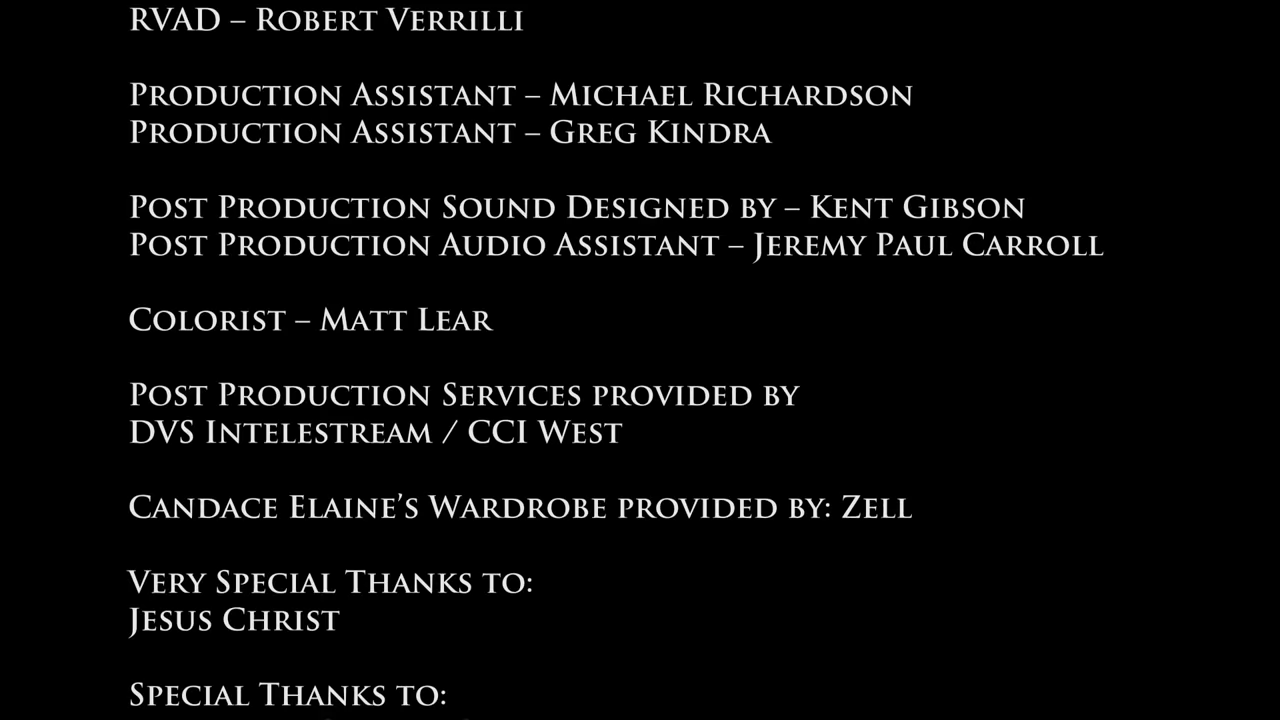 RVAD – Robert Verrilli
Production Assistant – Michael Richardson
Production Assistant – Greg Kindra
Post Production Sound Designed by – Kent Gibson
Post Production Audio Assistant – Jeremy Paul Carroll
Colorist – Matt Lear
Post Production Services provided by
DVS Intelestream / CCI West
Candace Elaine’s Wardrobe provided by: Zell
Very Special Thanks to:
Jesus Christ
Special Thanks to: